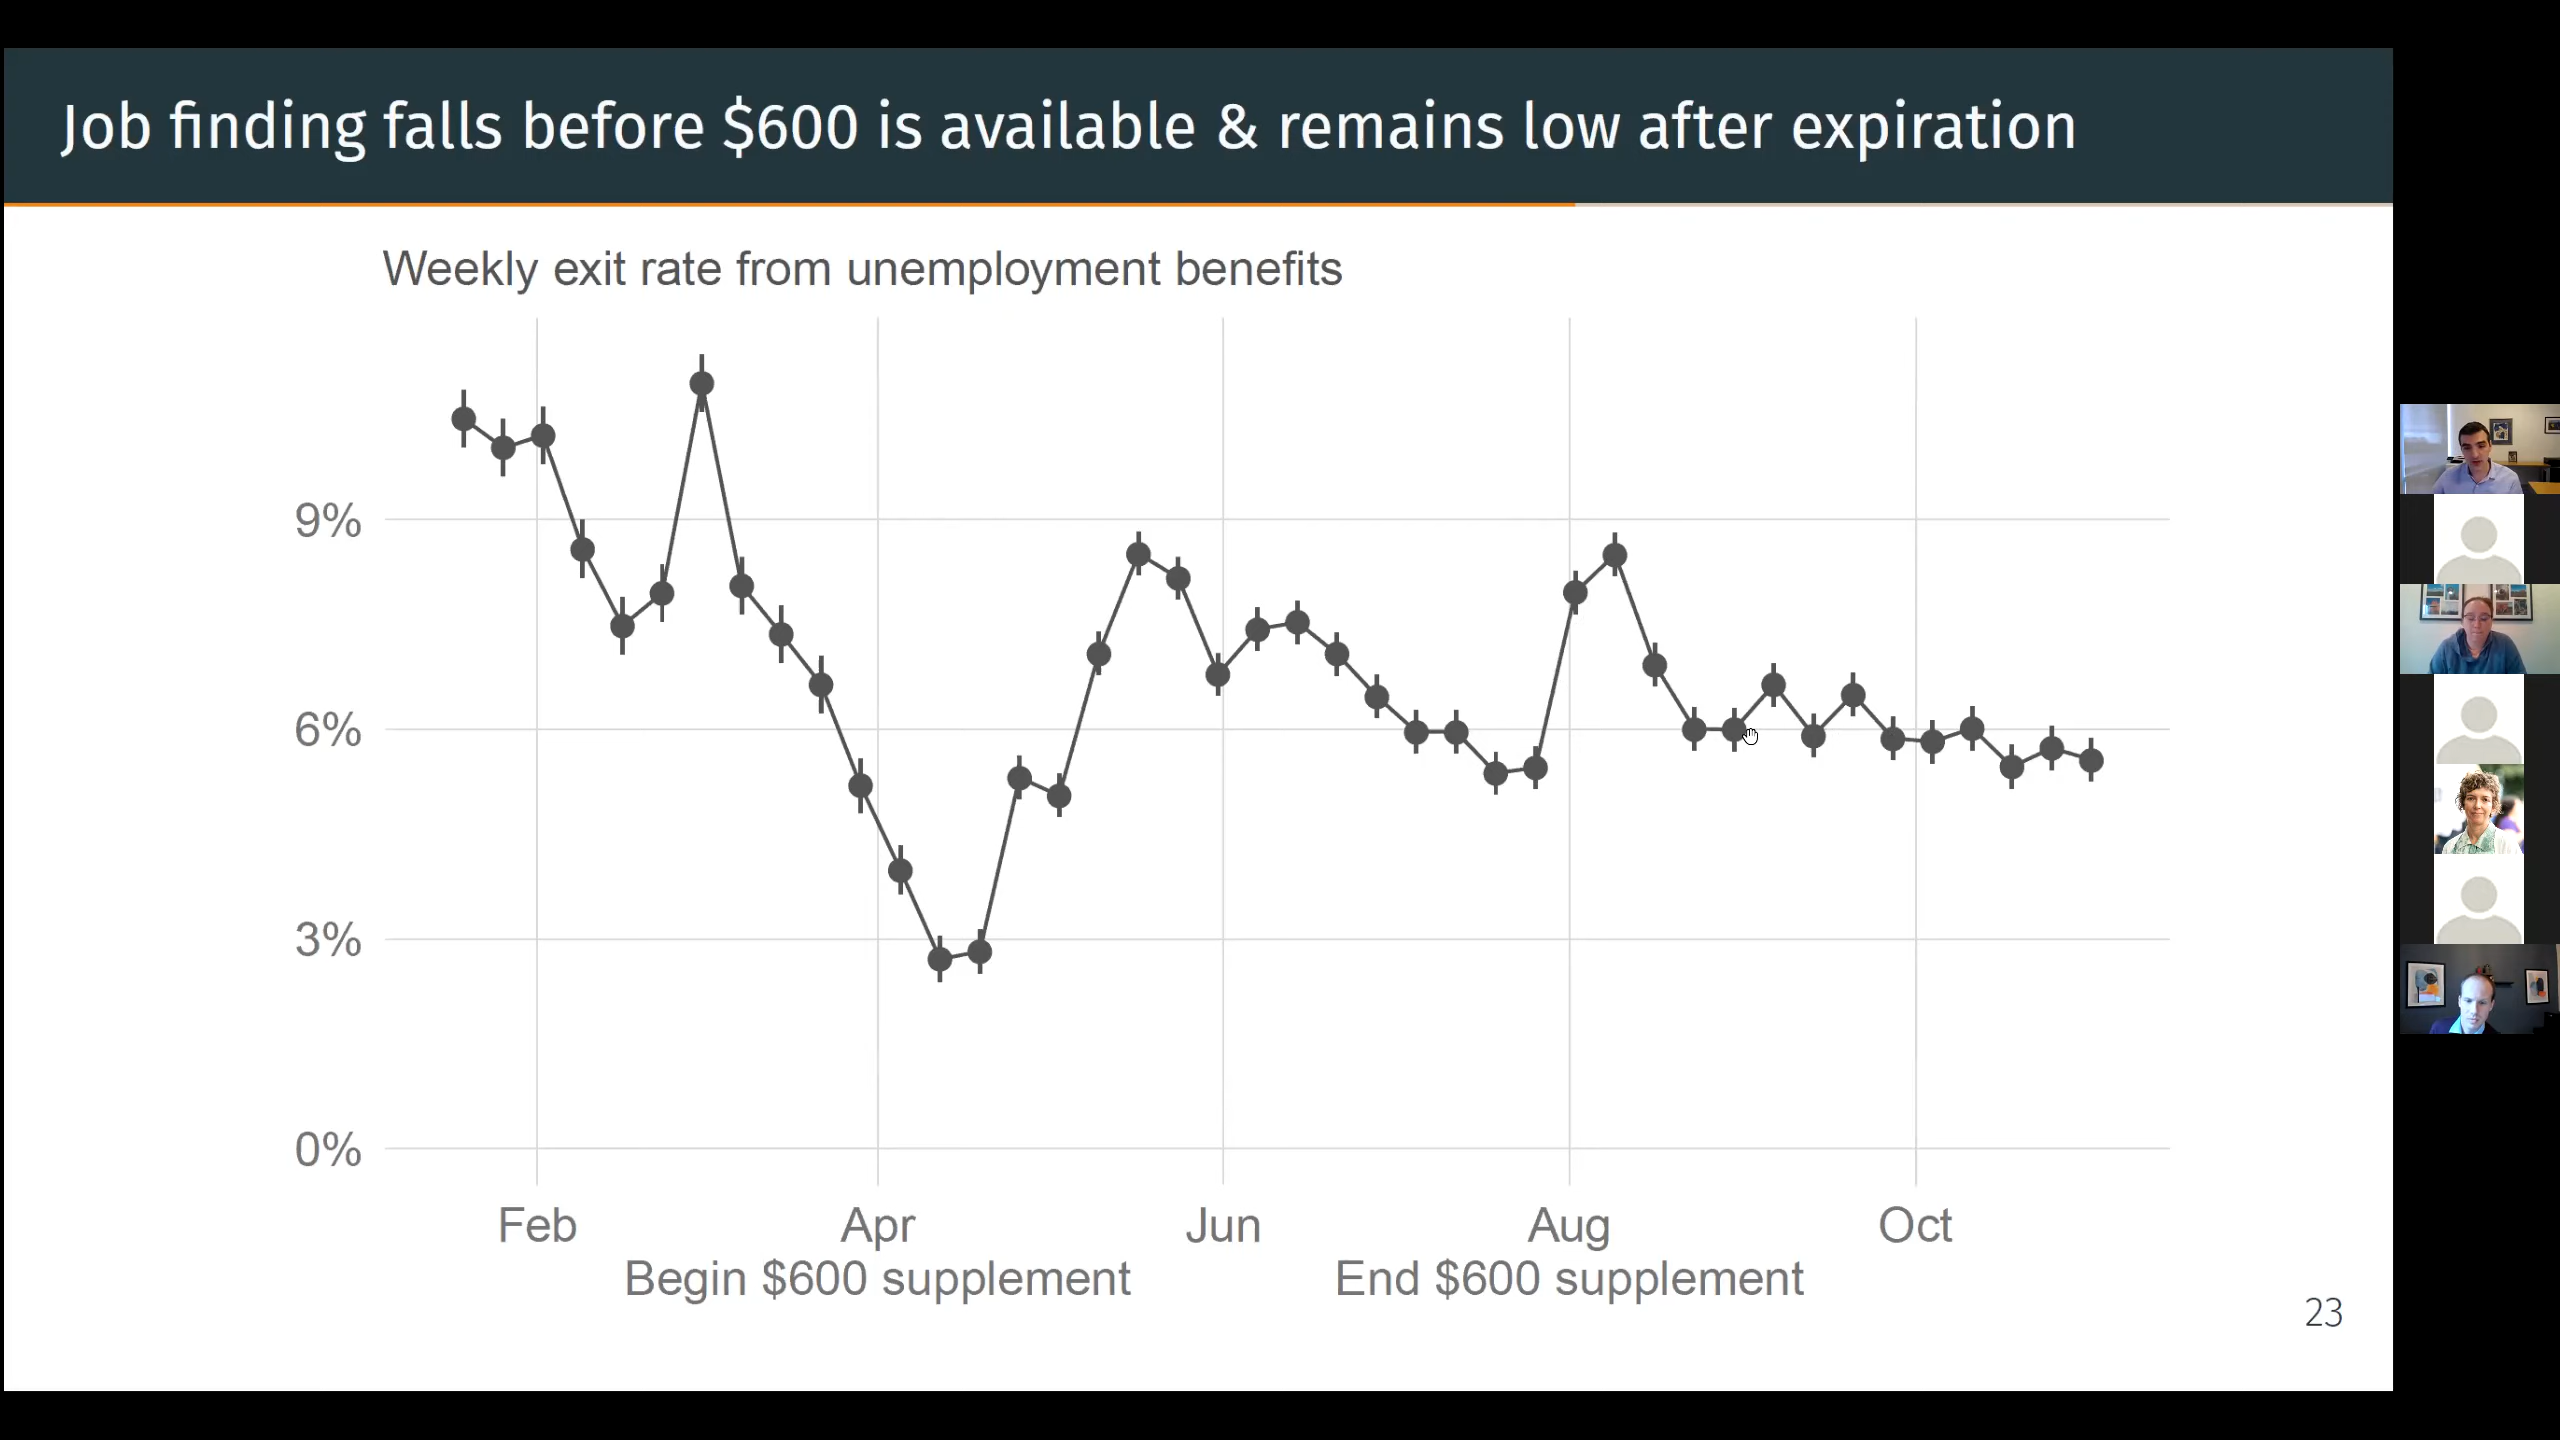 Job finding falls before $600 is available & remains low after expiration
Weekly exit rate from unemployment benefits
9%
6%
3%
0%
Feb Apr Jun Aug Oct
Begin $600 supplement End $600 supplement
23